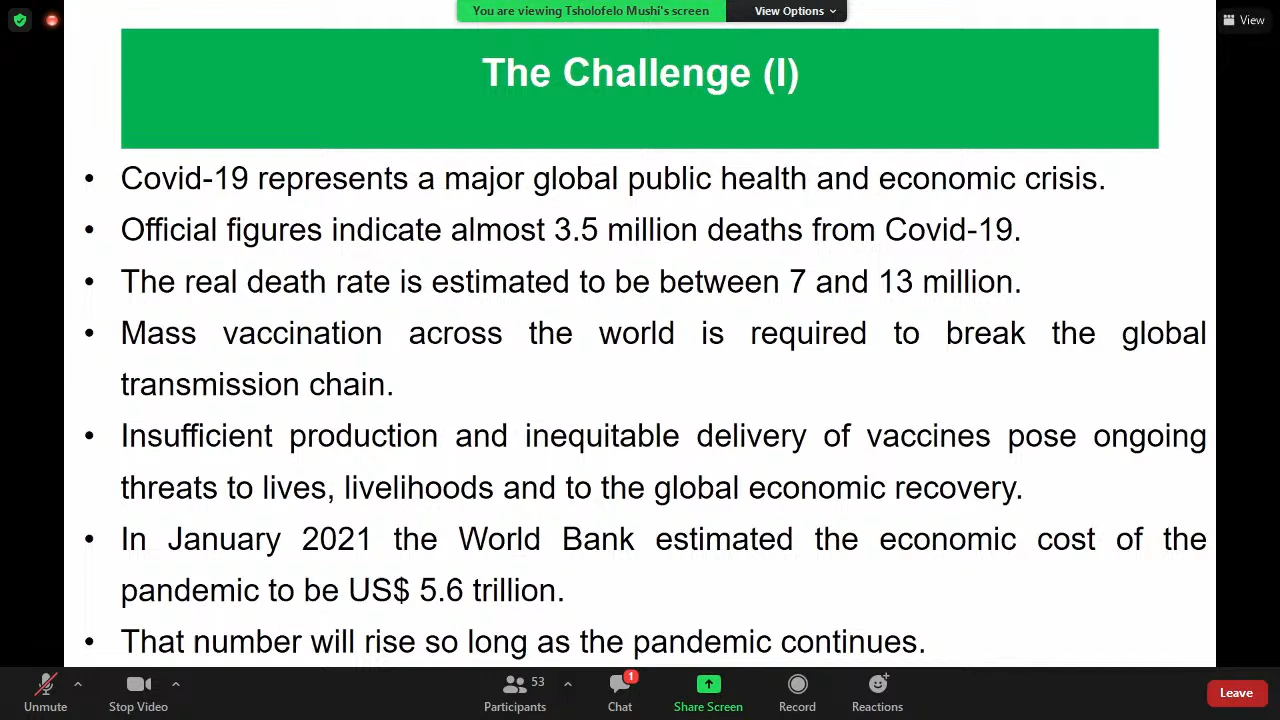 You are viewing Tsholofelo Mushi's screen
View Options
View
The Challenge (I)
• Covid-19 represents a major global public health and economic crisis.
• Official figures indicate almost 3.5 million deaths from Covid-19.
• The real death rate is estimated to be between 7 and 13 million.
• Mass vaccination across the world is required to break the global
transmission chain.
• Insufficient production and inequitable delivery of vaccines pose ongoing
threats to lives, livelihoods and to the global economic recovery.
• In January 2021 the World Bank estimated the economic cost of the
pandemic to be US$ 5.6 trillion.
• That number will rise so long as the pandemic continues.
53
1
Unmute
Stop Video
Participants
Chat
Share Screen
Record
Reactions
Leave